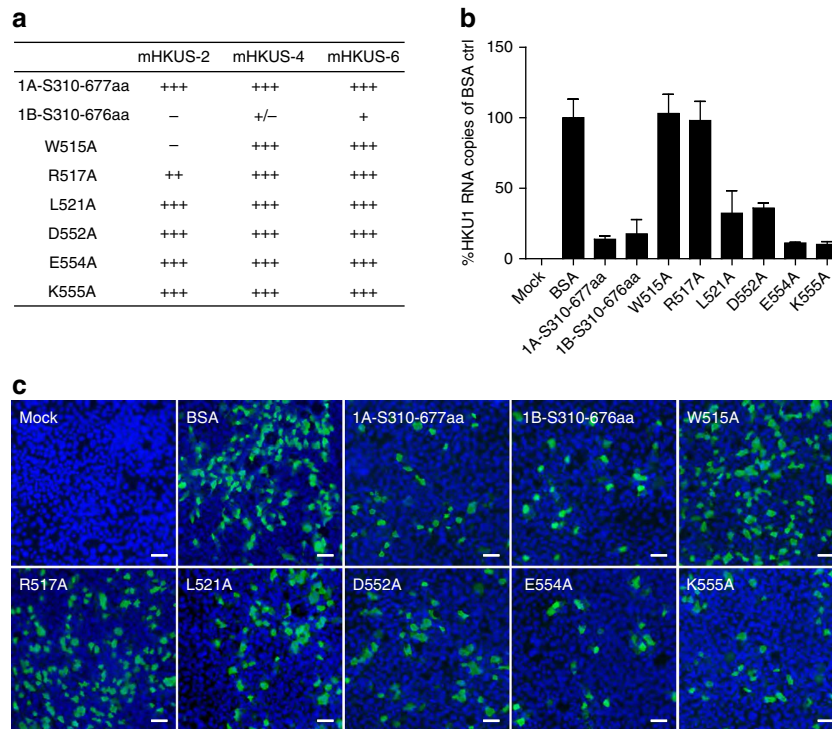 a
mHKUS-2 mHKUS-4 mHKUS-6
1A-S310-677aa +++ +++ +++
1B-S310-676aa – +/– +
W515A – +++ +++
R517A ++ +++ +++
L521A +++ +++ +++
D552A +++ +++ +++
E554A +++ +++ +++
K555A +++ +++ +++
b
%HKU1 RNA copies of BSA ctrl
150
100
50
0
Mock
BSA
1A-S310-677aa
1B-S310-676aa
W515A
R517A
L521A
D552A
E554A
K555A
c
Mock BSA 1A-S310-677aa 1B-S310-676aa W515A
R517A L521A D552A E554A K555A